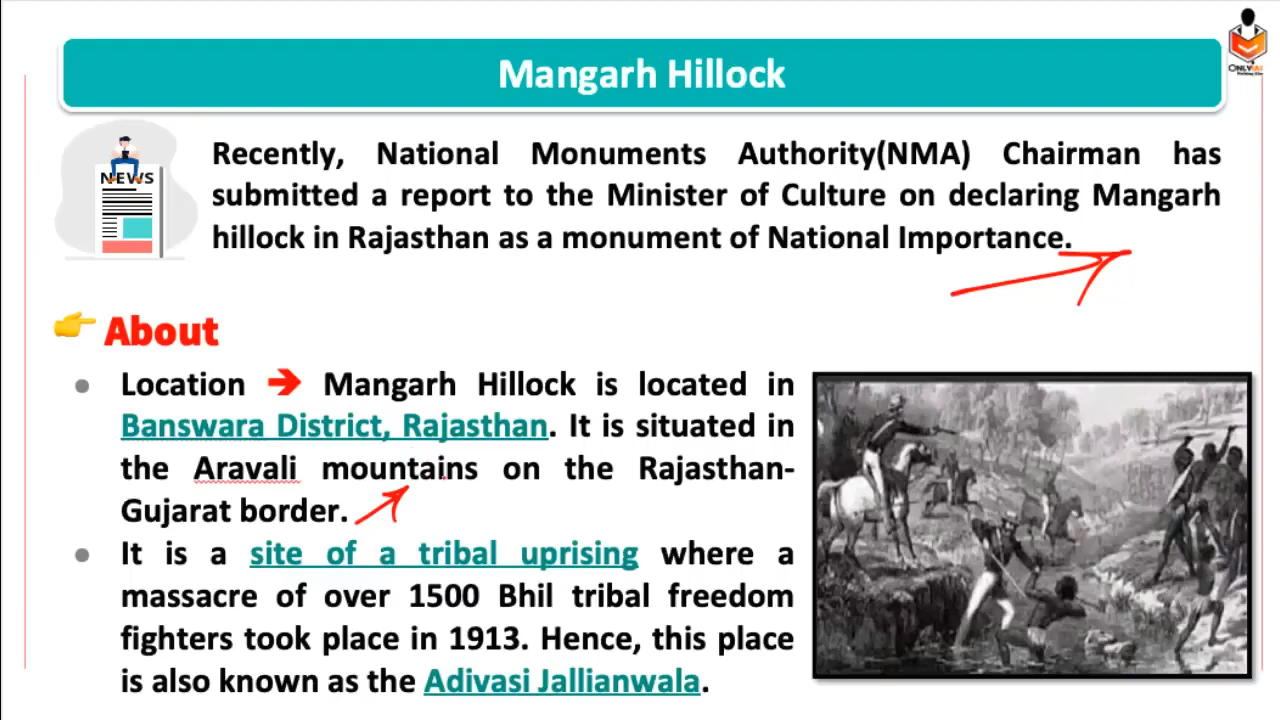 Mangarh Hillock
NEWS
Recently, National Monuments Authority(NMA) Chairman has
submitted a report to the Minister of Culture on declaring Mangarh
hillock in Rajasthan as a monument of National Importance.
About
Location ➔ Mangarh Hillock is located in
Banswara District, Rajasthan. It is situated in
the Aravali mountains on the Rajasthan-
Gujarat border.
It is a site of a tribal uprising where a
massacre of over 1500 Bhil tribal freedom
fighters took place in 1913. Hence, this place
is also known as the Adivasi Jallianwala.